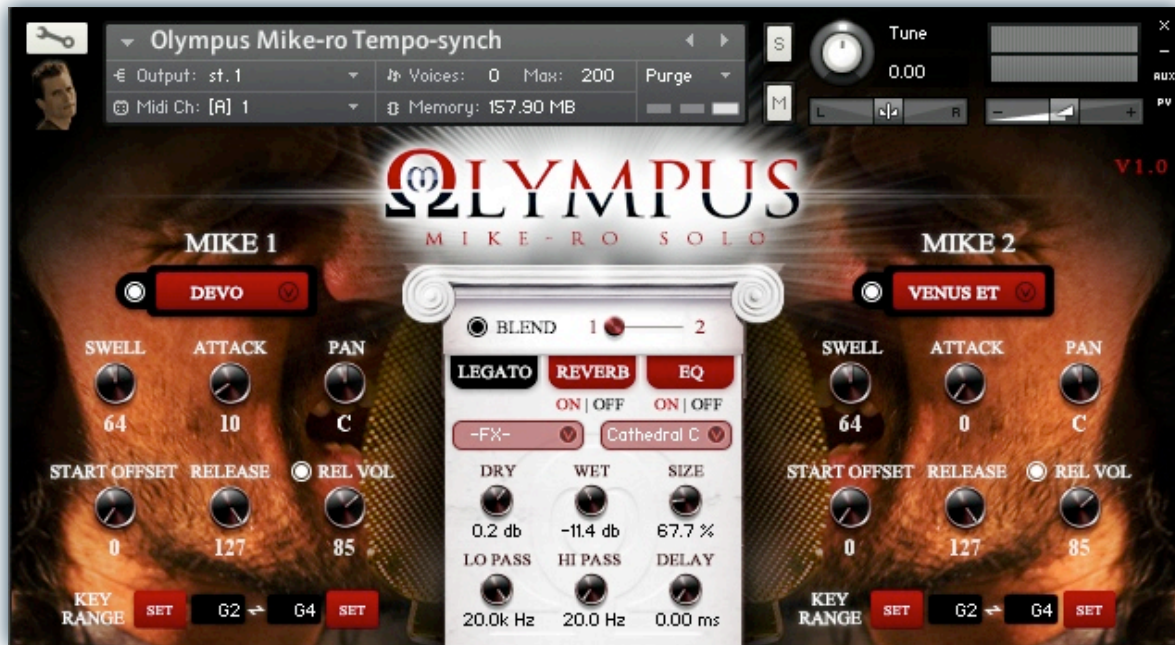 Olympus Mike-ro Tempo-synch
Output: st. 1 Voices: 0 Max: 200 Purge
Midi Ch: [A] 1 Memory: 157.90 MB
S
M
Tune
0.00
L R - +
×
–
AUX
PV
ΩLYMPUS
MIKE-RO SOLO
V1.0
MIKE 1
DEVO
SWELL ATTACK PAN
64 10 C
START OFFSET RELEASE REL VOL
0 127 85
KEY RANGE SET G2 ⇌ G4 SET
BLEND 1 2
LEGATO REVERB EQ
ON | OFF ON | OFF
-FX- Cathedral C
DRY WET SIZE
0.2 db -11.4 db 67.7 %
LO PASS HI PASS DELAY
20.0k Hz 20.0 Hz 0.00 ms
MIKE 2
VENUS ET
SWELL ATTACK PAN
64 0 C
START OFFSET RELEASE REL VOL
0 127 85
KEY RANGE SET G2 ⇌ G4 SET